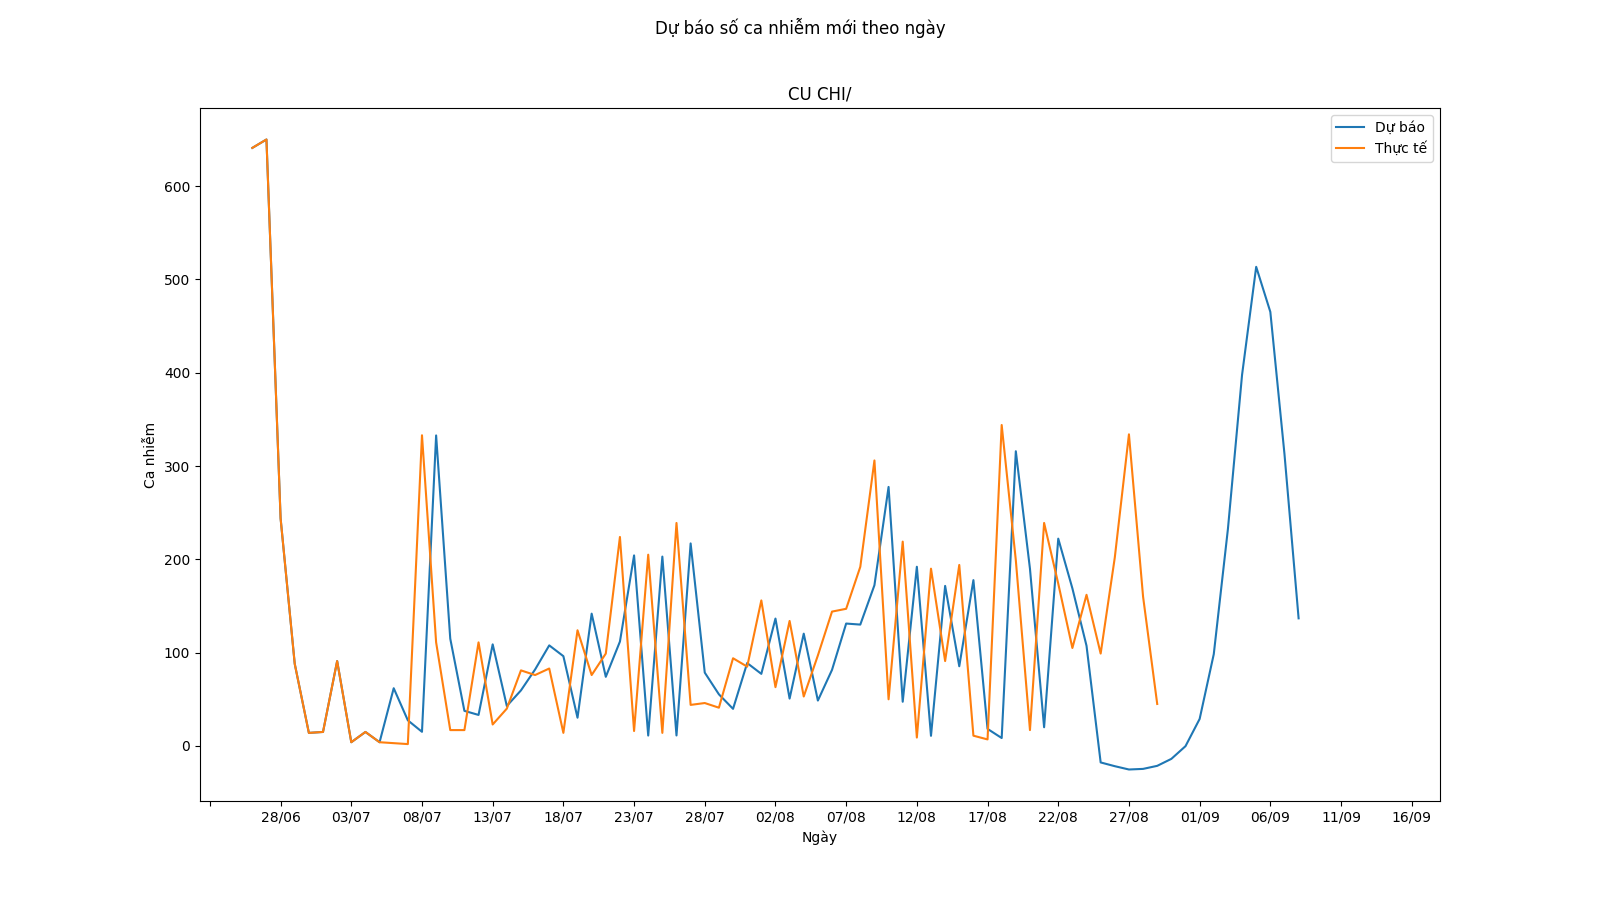 Dự báo số ca nhiễm mới theo ngày
CU CHI/
Dự báo
Thực tế
600
500
400
300
200
100
0
Ca nhiễm
28/06 03/07 08/07 13/07 18/07 23/07 28/07 02/08 07/08 12/08 17/08 22/08 27/08 01/09 06/09 11/09 16/09
Ngày